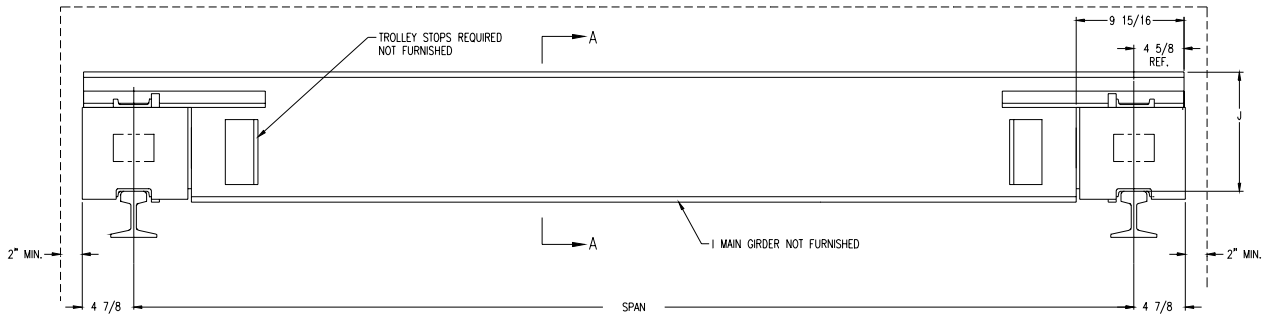 9 15/16
TROLLEY STOPS REQUIRED
NOT FURNISHED
A
4 5/8
REF.
J
A
I MAIN GIRDER NOT FURNISHED
2" MIN.
2" MIN.
4 7/8
SPAN
4 7/8